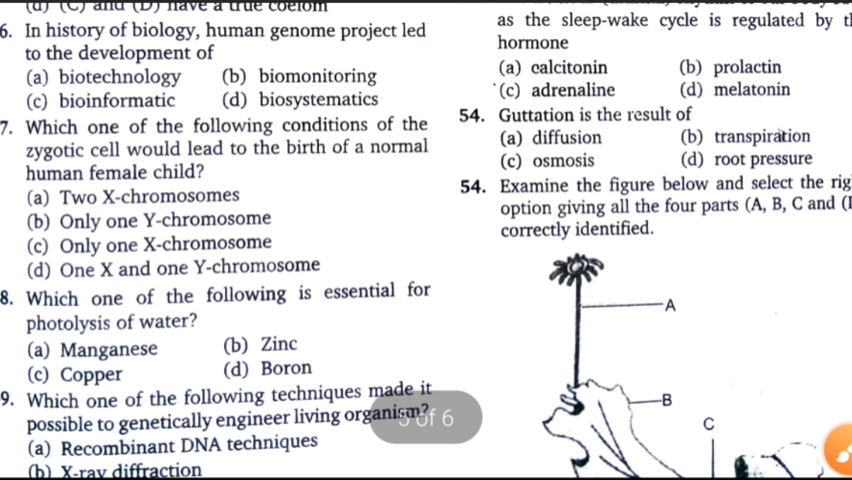 (d) (C) and (D) have a true coelom
6. In history of biology, human genome project led
to the development of
(a) biotechnology (b) biomonitoring
(c) bioinformatic (d) biosystematics
7. Which one of the following conditions of the
zygotic cell would lead to the birth of a normal
human female child?
(a) Two X-chromosomes
(b) Only one Y-chromosome
(c) Only one X-chromosome
(d) One X and one Y-chromosome
8. Which one of the following is essential for
photolysis of water?
(a) Manganese (b) Zinc
(c) Copper (d) Boron
9. Which one of the following techniques made it
possible to genetically engineer living organism?
(a) Recombinant DNA techniques
(b) X-ray diffraction
5 of 6
as the sleep-wake cycle is regulated by
hormone
(a) calcitonin (b) prolactin
(c) adrenaline (d) melatonin
54. Guttation is the result of
(a) diffusion (b) transpiration
(c) osmosis (d) root pressure
54. Examine the figure below and select the
option giving all the four parts (A, B, C and
correctly identified.
A
B
C